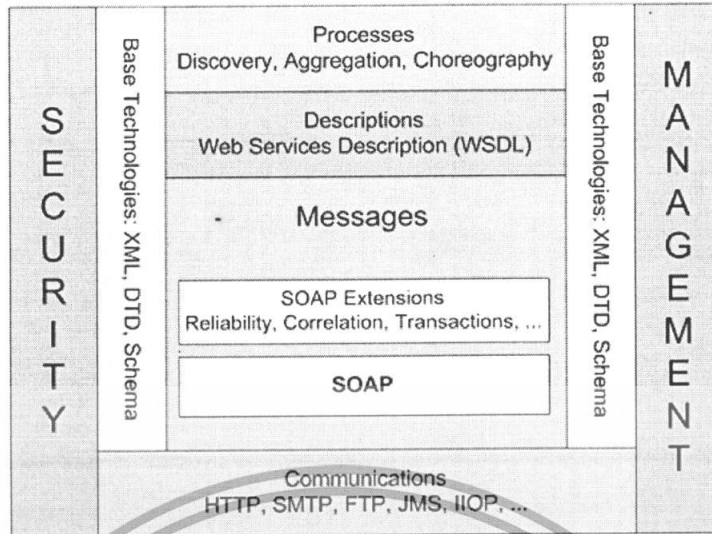 SECURITY
Base Technologies: XML, DTD, Schema
Processes
Discovery, Aggregation, Choreography
Descriptions
Web Services Description (WSDL)
Messages
SOAP Extensions
Reliability, Correlation, Transactions, ...
SOAP
Base Technologies: XML, DTD, Schema
MANAGEMENT
Communications
HTTP, SMTP, FTP, JMS, IIOP, ...